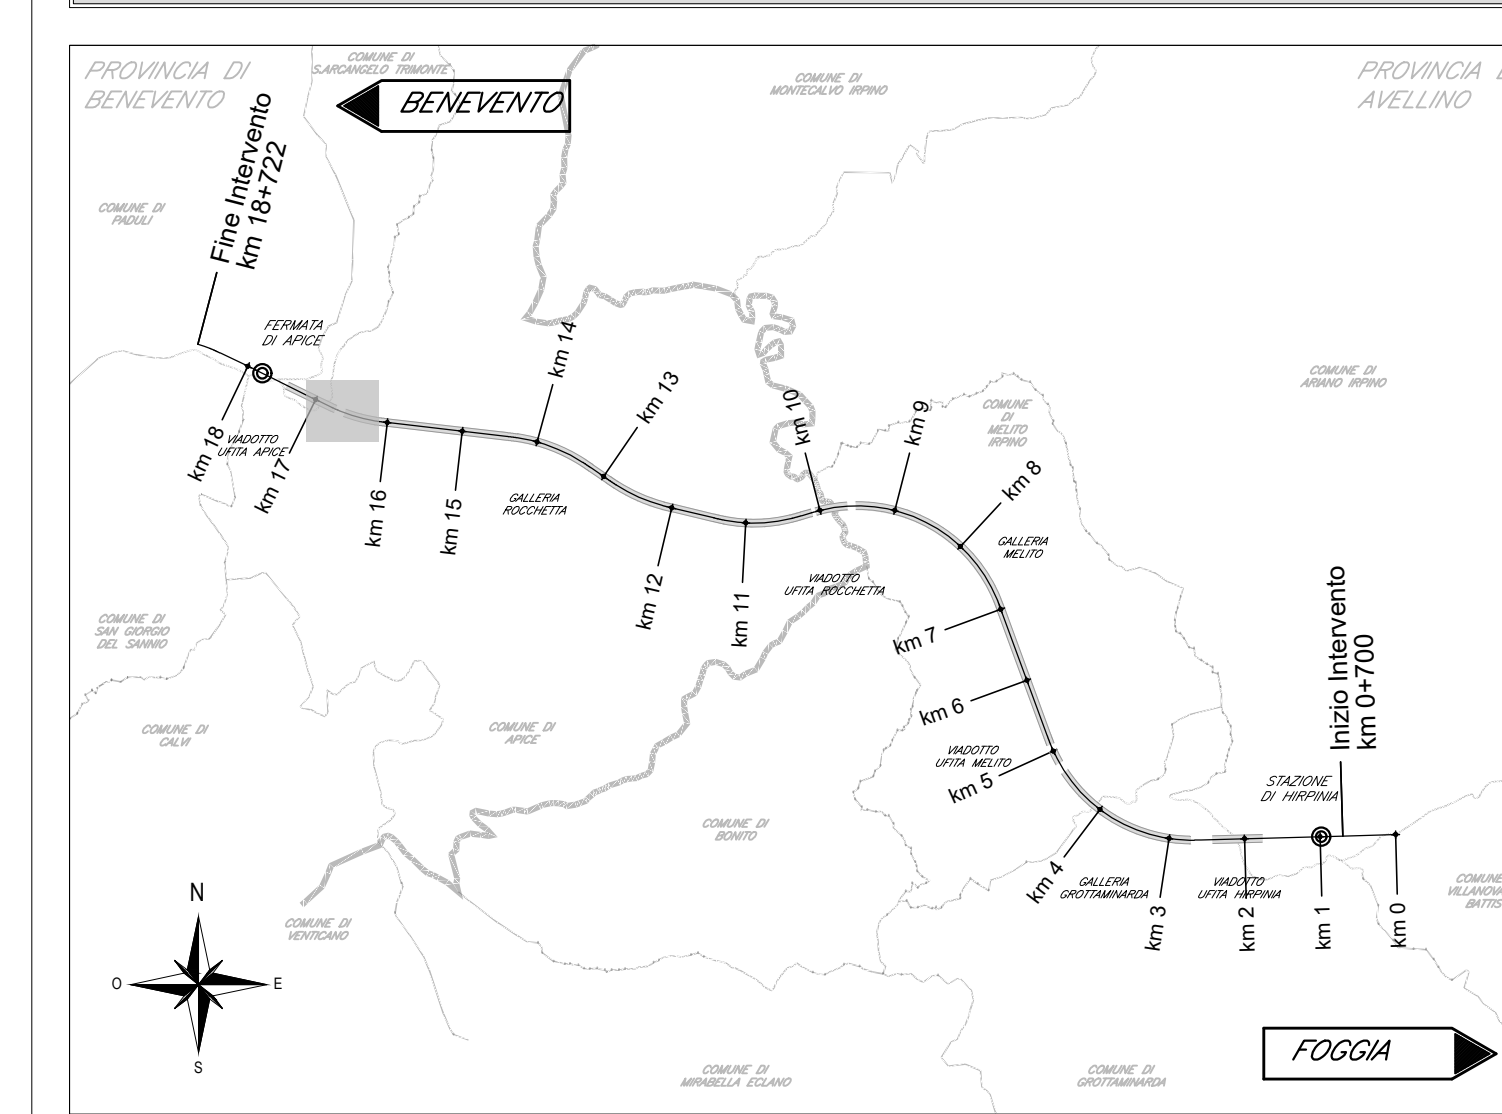 PROVINCIA DI
BENEVENTO
COMUNE DI
S.ARCANGELO TRIMONTE
BENEVENTO
COMUNE DI
MONTECALVO IRPINO
PROVINCIA
AVELLINO
COMUNE DI
PADULI
Fine Intervento
km 18+722
FERMATA
DI APICE
km 14
km 13
km 10
km 9
COMUNE
DI
MELITO
IRPINO
COMUNE DI
ARIANO IRPINO
km 18
VIADOTTO
UFITA APICE
km 17
km 16
km 15
GALLERIA
ROCCHETTA
km 8
GALLERIA
MELITO
km 12
km 11
VIADOTTO
UFITA ROCCHETTA
km 7
COMUNE DI
SAN GIORGIO
DEL SANNIO
Inizio Intervento
km 0+700
km 6
COMUNE DI
CALVI
COMUNE DI
APICE
VIADOTTO
UFITA MELITO
km 5
STAZIONE
DI HIRPINIA
COMUNE DI
BONITO
km 4
GALLERIA
GROTTAMINARDA
km 3
VIADOTTO
UFITA HIRPINIA
km 2
km 1
km 0
COMUNE
VILLANOVA
BATTIS
N
O
E
S
COMUNE DI
VENTICANO
FOGGIA
COMUNE DI
MIRABELLA ECLANO
COMUNE DI
GROTTAMINARDA